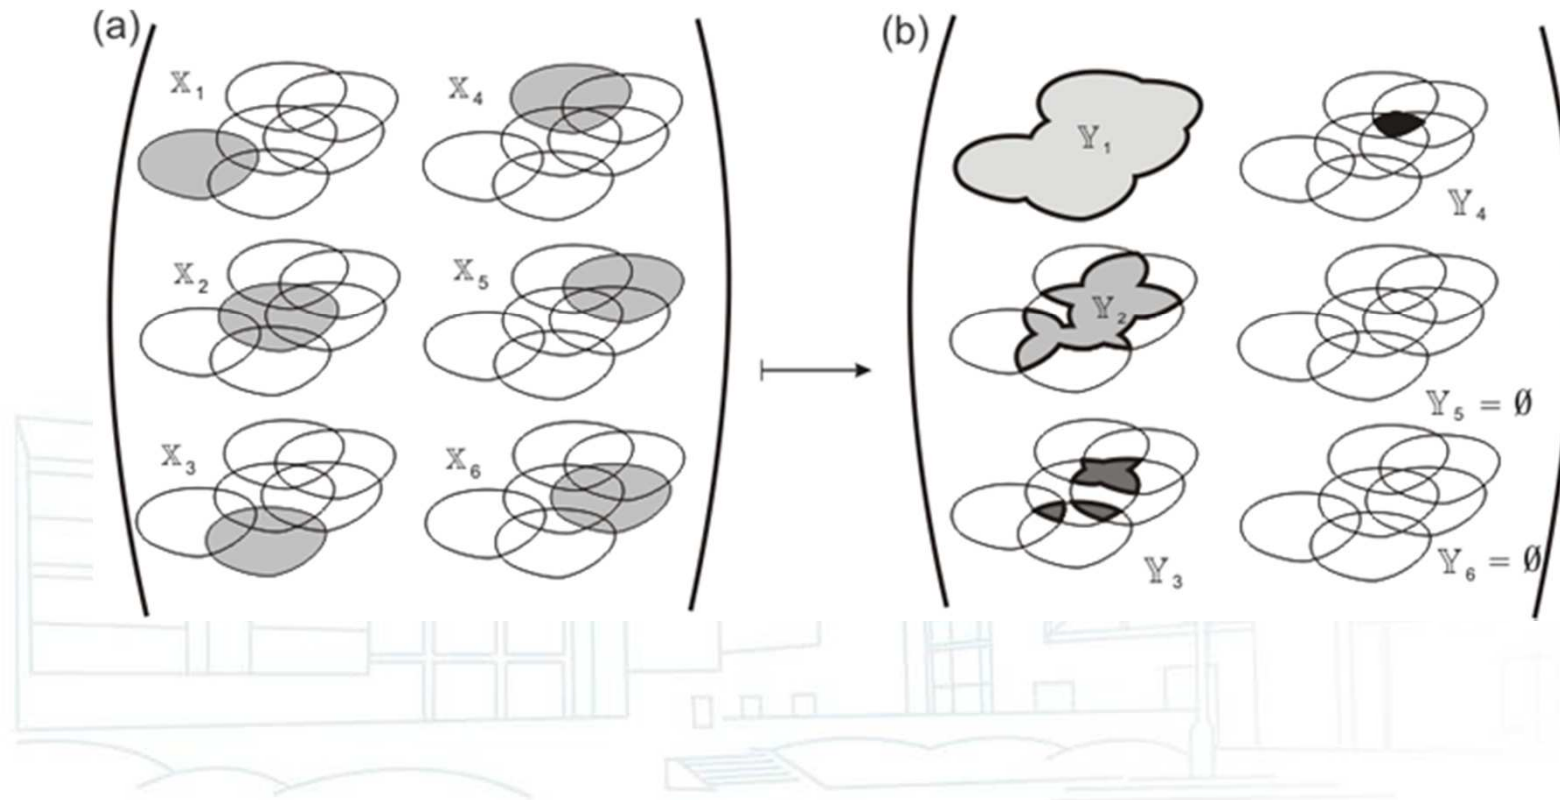 (a)
𝕏₁
𝕏₄
𝕏₂
𝕏₅
𝕏₃
𝕏₆
(b)
𝕐₁
𝕐₄
𝕐₂
𝕐₅ = ∅
𝕐₃
𝕐₆ = ∅